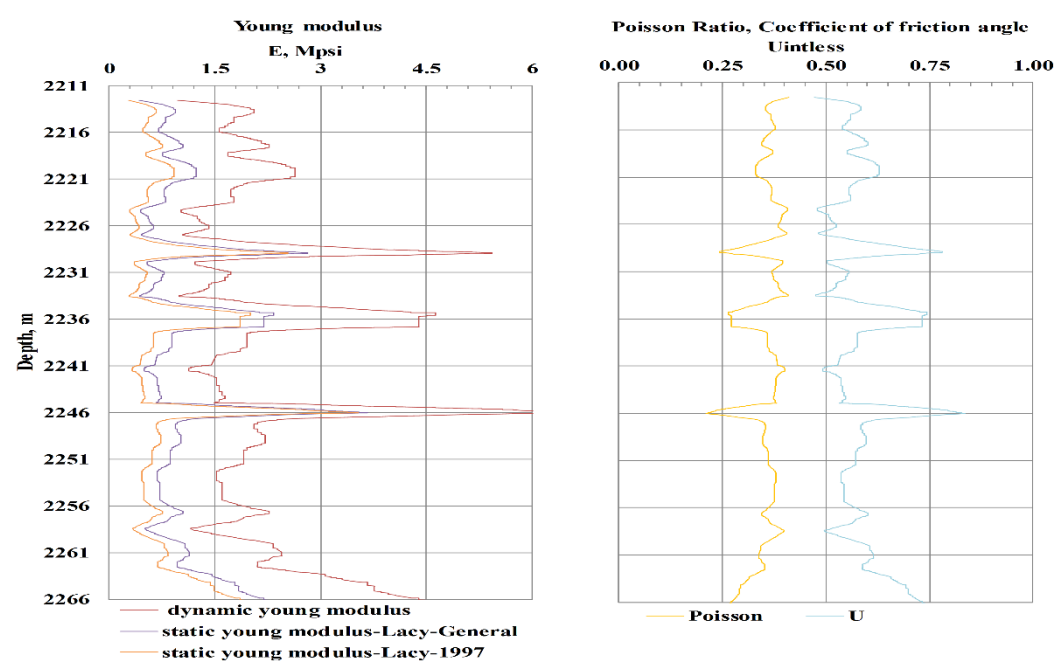 Young modulus
E, Mpsi
0 1.5 3 4.5 6
Depth, m
2211
2216
2221
2226
2231
2236
2241
2246
2251
2256
2261
2266
dynamic young modulus
static young modulus-Lacy-General
static young modulus-Lacy-1997
Poisson Ratio, Coefficient of friction angle
Uintless
0.00 0.25 0.50 0.75 1.00
Poisson U